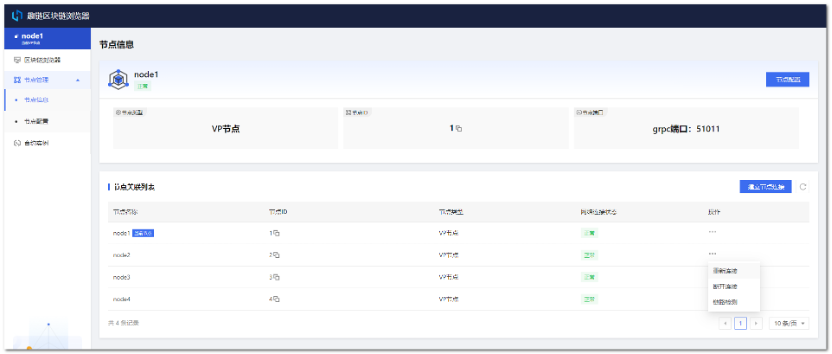 趣链区块链浏览器
node1
当前VP节点
区块链浏览器
节点管理
节点信息
节点配置
合约实例
节点信息
node1
正常
节点配置
节点类型
VP节点
节点ID
1
节点端口
grpc端口：51011
节点关联列表
建立节点连接
节点名称 节点ID 节点类型 网络连接状态 操作
node1 1 VP节点 正常 ···
node2 2 VP节点 正常 ···
node3 3 VP节点 正常
node4 4 VP节点 正常
重新连接
断开连接
链路检测
共 4 条记录
1
10 条/页